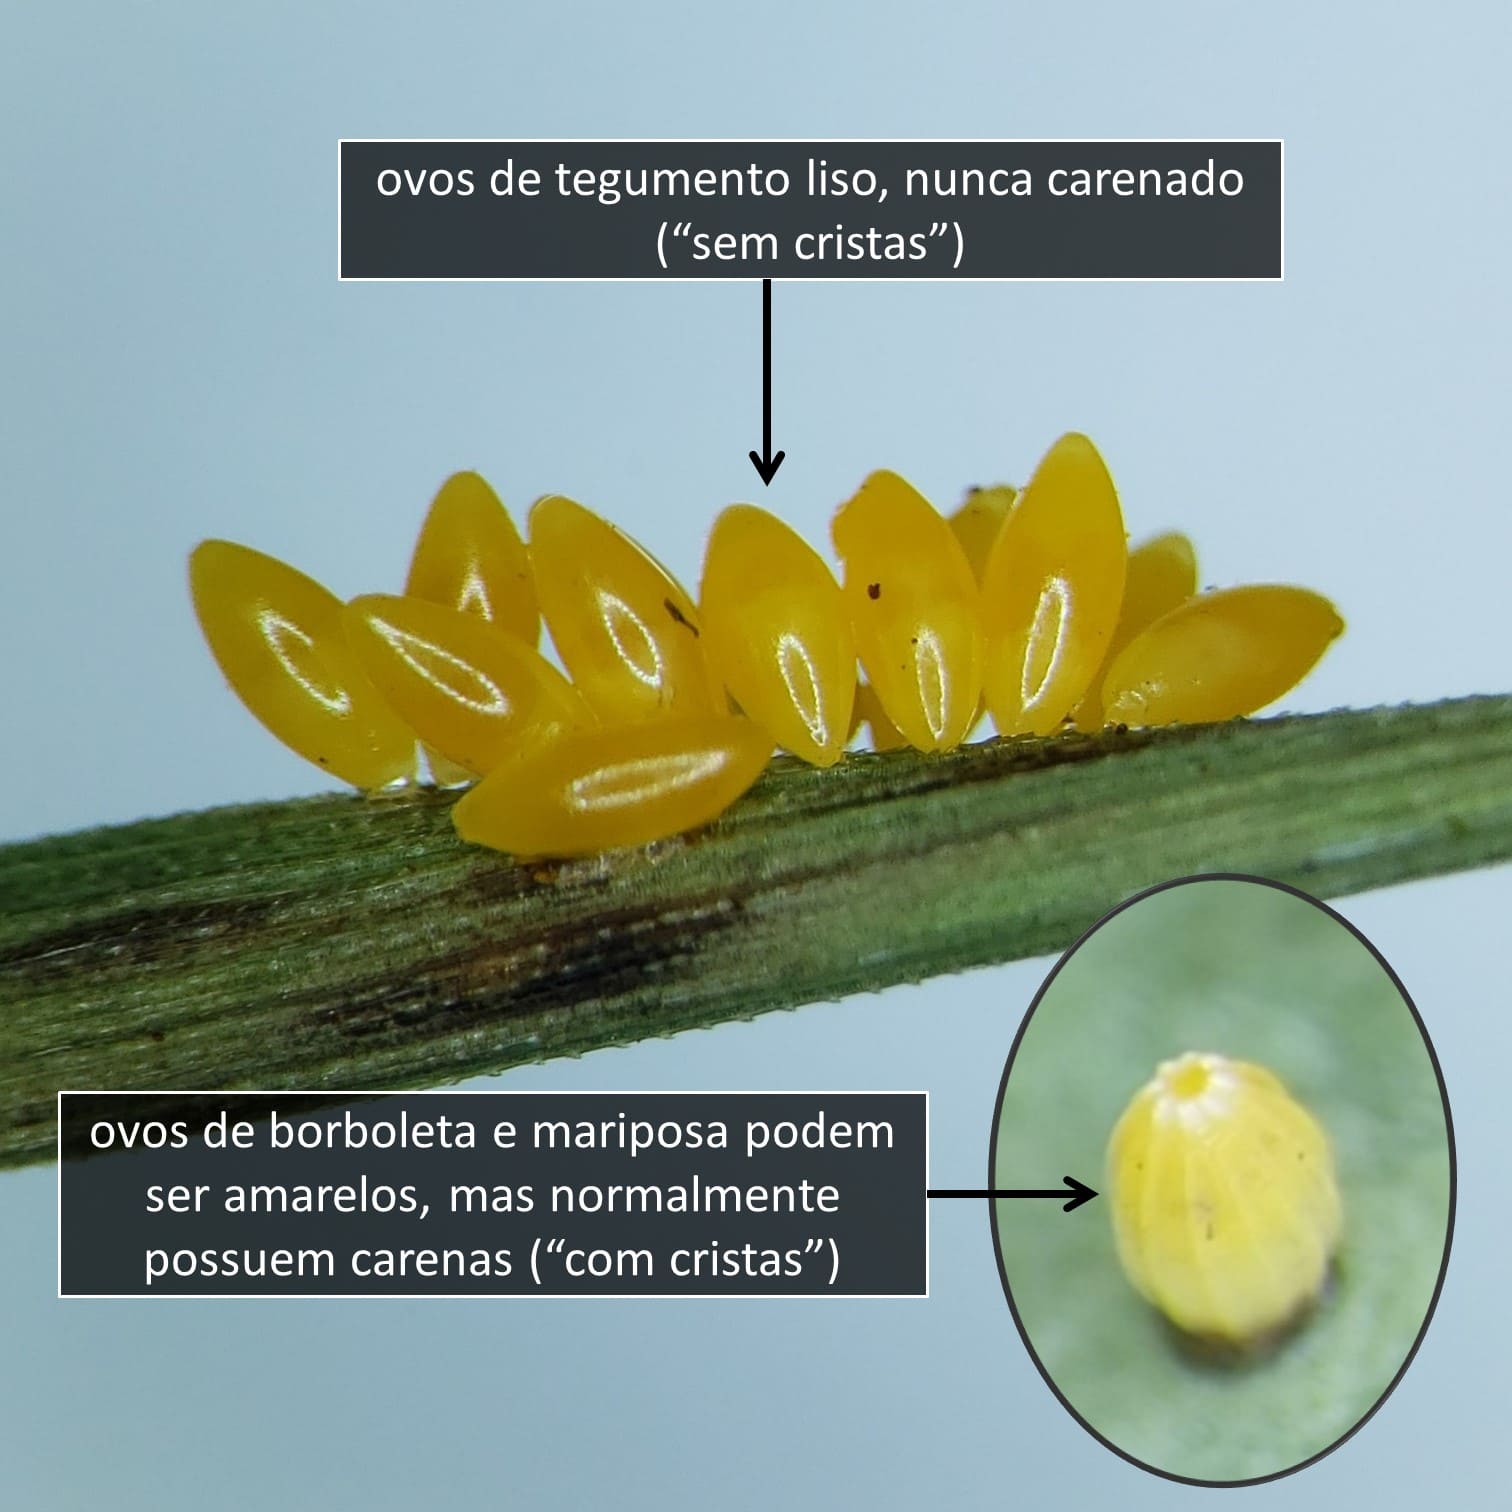 ovos de tegumento liso, nunca carenado
(“sem cristas”)
ovos de borboleta e mariposa podem
ser amarelos, mas normalmente
possuem carenas (“com cristas”)